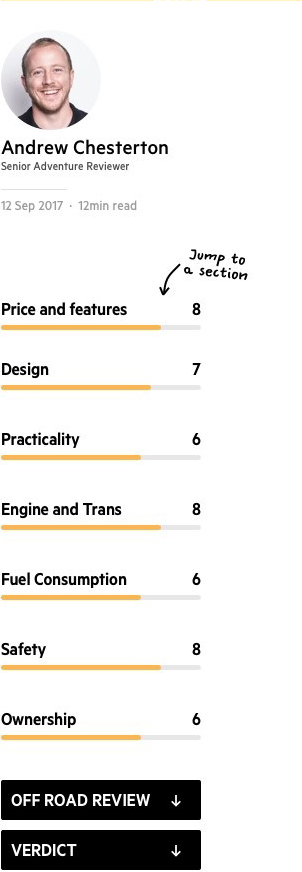 Andrew Chesterton
Senior Adventure Reviewer
12 Sep 2017 · 12min read
Jump to
a section
Price and features 8
Design 7
Practicality 6
Engine and Trans 8
Fuel Consumption 6
Safety 8
Ownership 6
OFF ROAD REVIEW ↓
VERDICT ↓